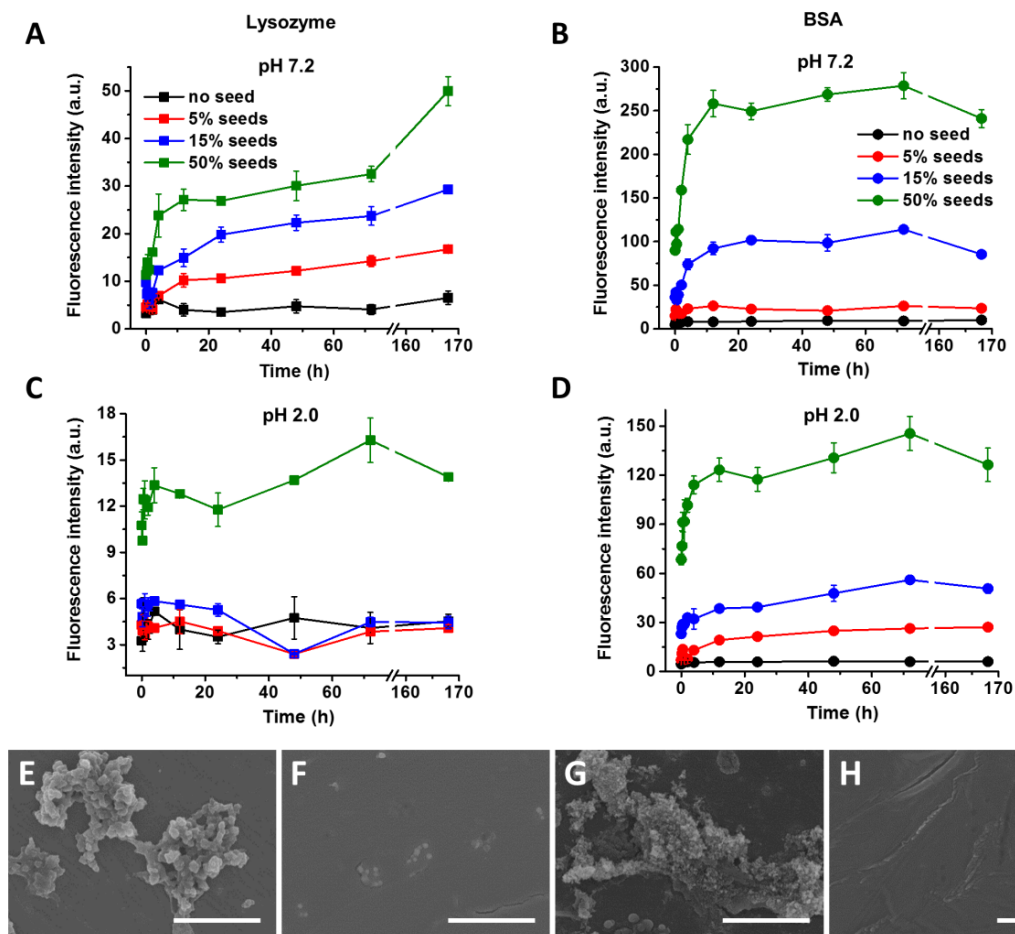 Lysozyme
BSA
A
pH 7.2
Fluorescence intensity (a.u.)
50
40
30
20
10
0
no seed
5% seeds
15% seeds
50% seeds
0 20 40 60 160 170
Time (h)
B
pH 7.2
Fluorescence intensity (a.u.)
300
250
200
150
100
50
0
no seed
5% seeds
15% seeds
50% seeds
0 20 40 60 160 170
Time (h)
C
pH 2.0
Fluorescence intensity (a.u.)
18
15
12
9
6
3
0 20 40 60 160 170
Time (h)
D
pH 2.0
Fluorescence intensity (a.u.)
150
120
90
60
30
0
0 20 40 60 160 170
Time (h)
E F G H